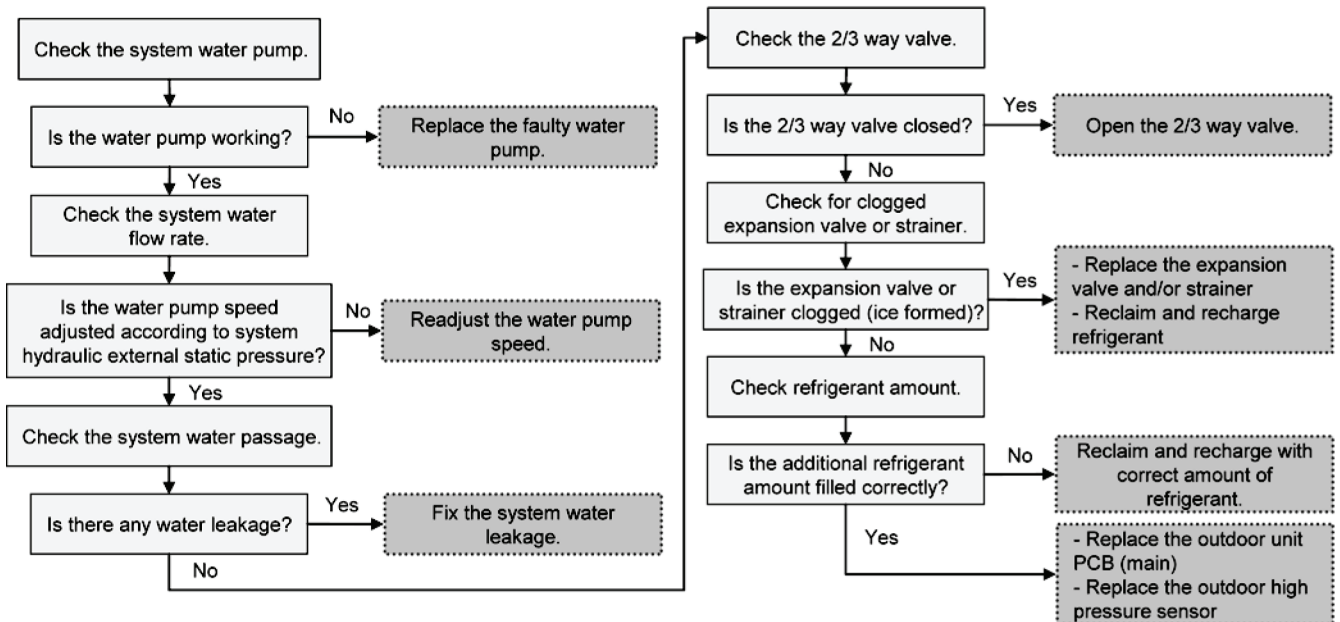 Check the system water pump.
Is the water pump working?
No
Replace the faulty water
pump.
Yes
Check the system water
flow rate.
Is the water pump speed
adjusted according to system
hydraulic external static pressure?
No
Readjust the water pump
speed.
Yes
Check the system water passage.
Is there any water leakage?
Yes
Fix the system water
leakage.
No
Check the 2/3 way valve.
Is the 2/3 way valve closed?
Yes
Open the 2/3 way valve.
No
Check for clogged
expansion valve or strainer.
Is the expansion valve or
strainer clogged (ice formed)?
Yes
- Replace the expansion
valve and/or strainer
- Reclaim and recharge
refrigerant
No
Check refrigerant amount.
Is the additional refrigerant
amount filled correctly?
No
Reclaim and recharge with
correct amount of
refrigerant.
Yes
- Replace the outdoor unit
PCB (main)
- Replace the outdoor high
pressure sensor